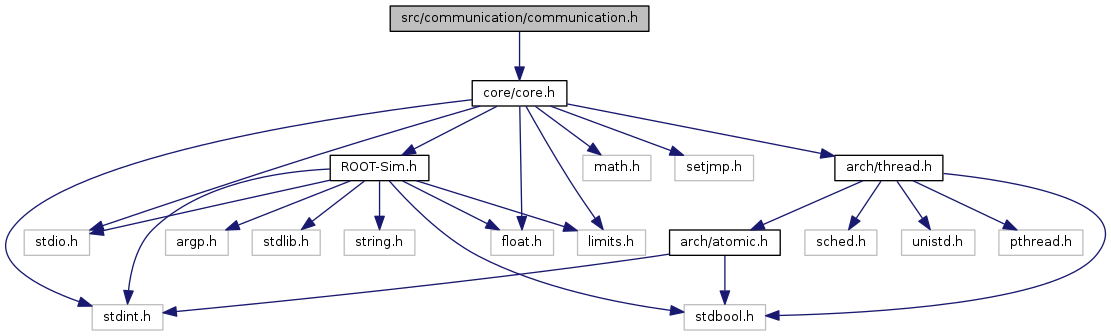 src/communication/communication.h
core/core.h
ROOT-Sim.h
math.h
setjmp.h
arch/thread.h
stdio.h
argp.h
stdlib.h
string.h
float.h
limits.h
arch/atomic.h
sched.h
unistd.h
pthread.h
stdint.h
stdbool.h